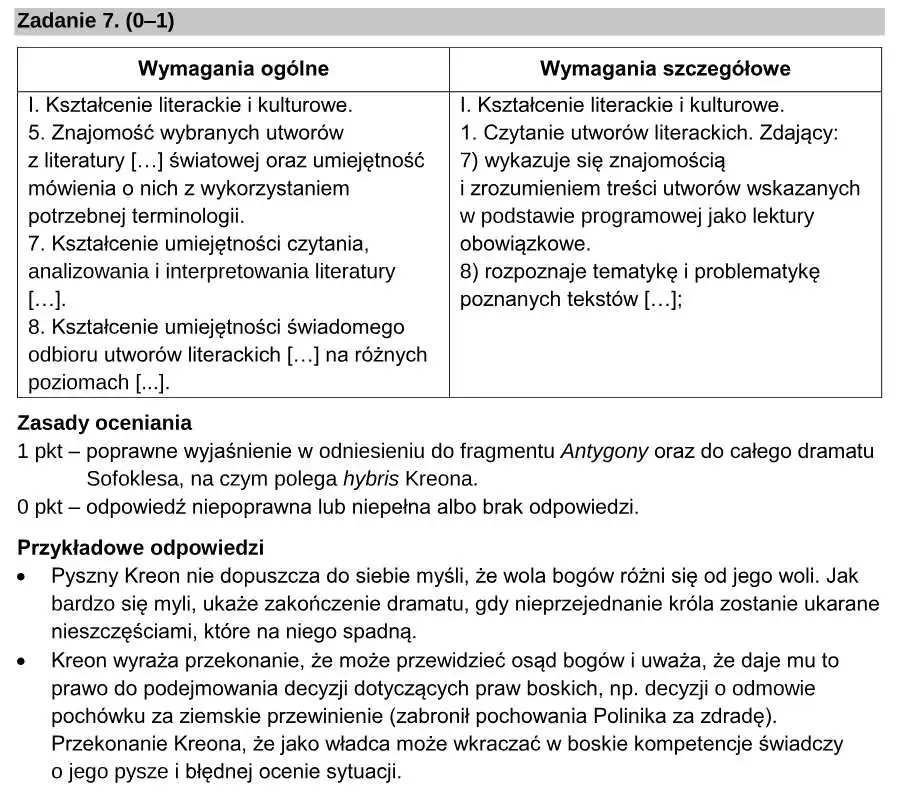 Zadanie 7. (0–1)
Wymagania ogólne
I. Kształcenie literackie i kulturowe.
5. Znajomość wybranych utworów
z literatury […] światowej oraz umiejętność
mówienia o nich z wykorzystaniem
potrzebnej terminologii.
7. Kształcenie umiejętności czytania,
analizowania i interpretowania literatury
[…].
8. Kształcenie umiejętności świadomego
odbioru utworów literackich […] na różnych
poziomach [...].
Wymagania szczegółowe
I. Kształcenie literackie i kulturowe.
1. Czytanie utworów literackich. Zdający:
7) wykazuje się znajomością
i zrozumieniem treści utworów wskazanych
w podstawie programowej jako lektury
obowiązkowe.
8) rozpoznaje tematykę i problematykę
poznanych tekstów […];
Zasady oceniania
1 pkt – poprawne wyjaśnienie w odniesieniu do fragmentu Antygony oraz do całego dramatu
Sofoklesa, na czym polega hybris Kreona.
0 pkt – odpowiedź niepoprawna lub niepełna albo brak odpowiedzi.
Przykładowe odpowiedzi
• Pyszny Kreon nie dopuszcza do siebie myśli, że wola bogów różni się od jego woli. Jak
bardzo się myli, ukaże zakończenie dramatu, gdy nieprzejednanie króla zostanie ukarane
nieszczęściami, które na niego spadną.
• Kreon wyraża przekonanie, że może przewidzieć osąd bogów i uważa, że daje mu to
prawo do podejmowania decyzji dotyczących praw boskich, np. decyzji o odmowie
pochówku za ziemskie przewinienie (zabronił pochowania Polinika za zdradę).
Przekonanie Kreona, że jako władca może wkraczać w boskie kompetencje świadczy
o jego pysze i błędnej ocenie sytuacji.